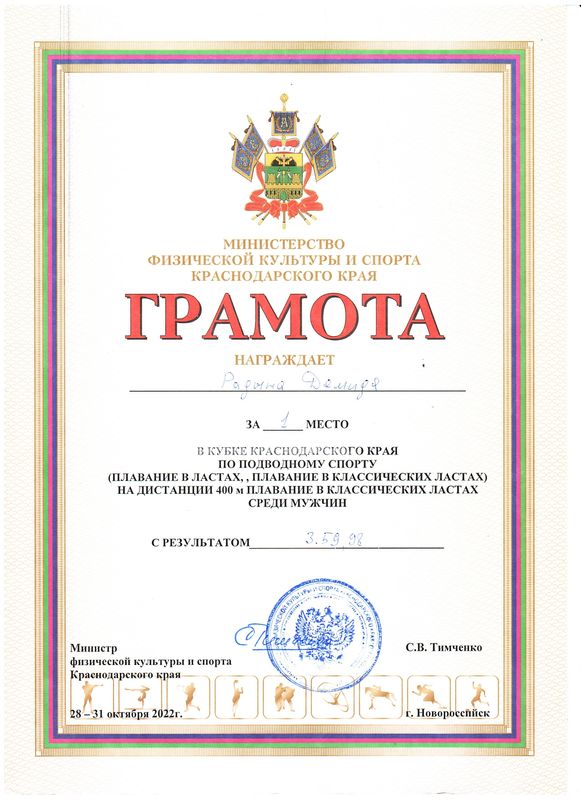 МИНИСТЕРСТВО
ФИЗИЧЕСКОЙ КУЛЬТУРЫ И СПОРТА
КРАСНОДАРСКОГО КРАЯ
ГРАМОТА
НАГРАЖДАЕТ
Радына Демида
ЗА 1 МЕСТО
В КУБКЕ КРАСНОДАРСКОГО КРАЯ
ПО ПОДВОДНОМУ СПОРТУ
(ПЛАВАНИЕ В ЛАСТАХ, , ПЛАВАНИЕ В КЛАССИЧЕСКИХ ЛАСТАХ)
НА ДИСТАНЦИИ 400 м ПЛАВАНИЕ В КЛАССИЧЕСКИХ ЛАСТАХ
СРЕДИ МУЖЧИН
С РЕЗУЛЬТАТОМ 3.59,98
Министр С.В. Тимченко
физической культуры и спорта
Краснодарского края
28 – 31 октября 2022г. г. Новороссийск